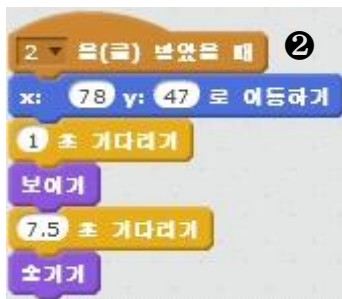 2 을(를) 받았을 때 ❷
x: 78 y: 47 로 이동하기
1 초 기다리기
보이기
7.5 초 기다리기
숨기기